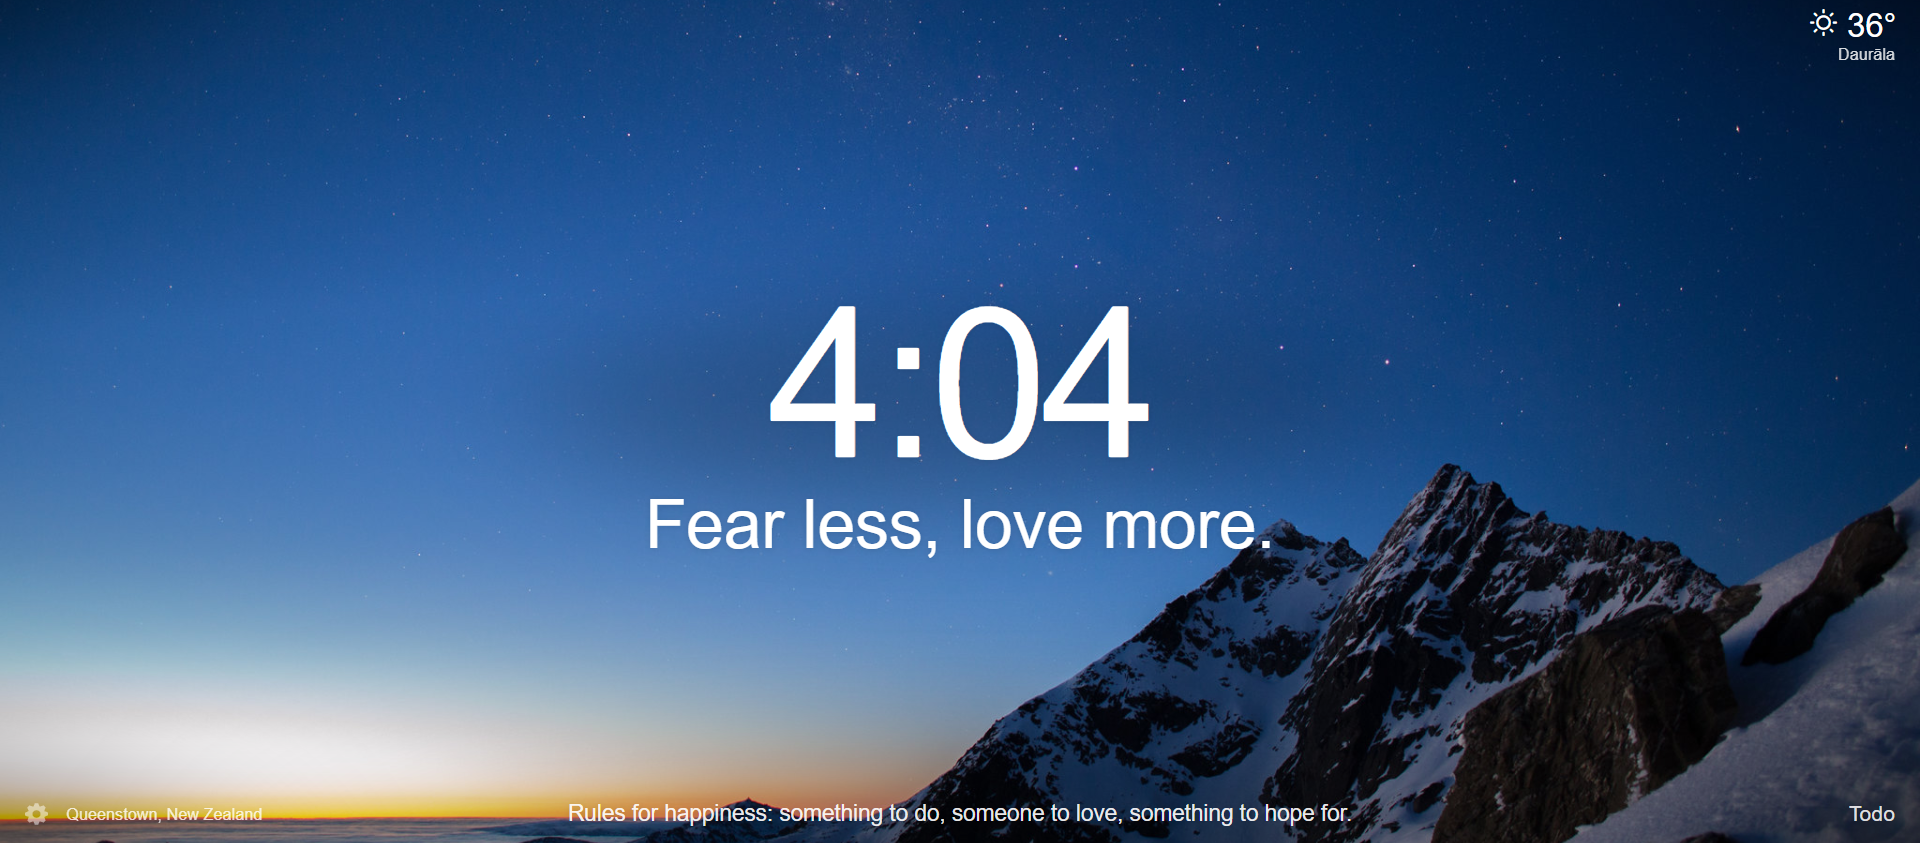 36°
Daurāla
4:04
Fear less, love more.
Queenstown, New Zealand
Rules for happiness: something to do, someone to love, something to hope for.
Todo